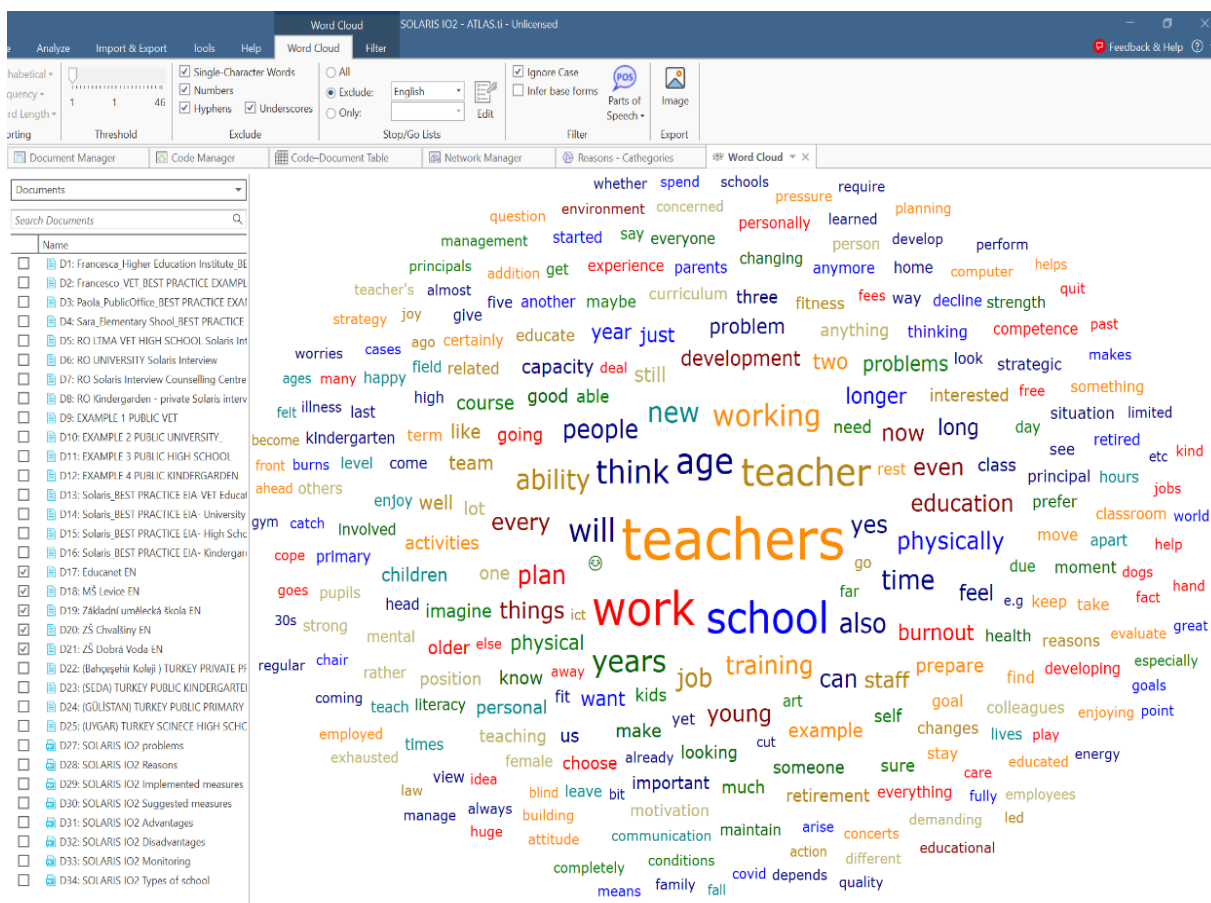 Word Cloud SOLARIS IO2 - ATLAS.ti - Unlicensed
Analyze Import & Export Tools Help Word Cloud Filter Feedback & Help
habetical Single-Character Words All Ignore Case
quency Numbers Exclude: English Infer base forms Parts of Image
rd Length 1 1 46 Hyphens Underscores Only: Edit Speech
orting Threshold Exclude Stop/Go Lists Filter Export
Document Manager Code Manager Code–Document Table Network Manager Reasons - Cathegories Word Cloud
Documents
Search Documents
Name
D1: Francesca_Higher Education Institute_BE
D2: Francesco_VET_BEST PRACTICE EXAMPL
D3: Paola_PublicOffice_BEST PRACTICE EXAI
D4: Sara_Elementary Shool_BEST PRACTICE
D5: RO LTMA VET HIGH SCHOOL Solaris Int
D6: RO UNIVERSITY Solaris Interview
D7: RO Solaris Interview Counselling Centre
D8: RO Kindergarden - private Solaris interv
D9: EXAMPLE 1 PUBLIC VET
D10: EXAMPLE 2 PUBLIC UNIVERSITY_
D11: EXAMPLE 3 PUBLIC HIGH SCHOOL
D12: EXAMPLE 4 PUBLIC KINDERGARDEN
D13: Solaris_BEST PRACTICE EIA-VET Educat
D14: Solaris_BEST PRACTICE EIA- University
D15: Solaris_BEST PRACTICE EIA- High Scho
D16: Solaris_BEST PRACTICE EIA- Kindergar
D17: Educanet EN
D18: MŠ Levice EN
D19: Základní umělecká škola EN
D20: ZŠ Chvalšiny EN
D21: ZŠ Dobrá Voda EN
D22: (Bahçeşehir Koleji ) TURKEY PRIVATE PF
D23: (SEDA) TURKEY PUBLIC KINDERGARTEI
D24: (GÜLİSTAN) TURKEY PUBLIC PRIMARY
D25: (UYGAR) TURKEY SCINECE HIGH SCHC
D27: SOLARIS IO2 problems
D28: SOLARIS IO2 Reasons
D29: SOLARIS IO2 Implemented measures
D30: SOLARIS IO2 Suggested measures
D31: SOLARIS IO2 Advantages
D32: SOLARIS IO2 Disadvantages
D33: SOLARIS IO2 Monitoring
D34: SOLARIS IO2 Types of school
whether spend schools pressure require
question environment concerned personally learned planning
management started say everyone person develop perform
principals addition get experience parents changing anymore home computer helps
teacher's almost five another maybe curriculum three fitness fees way decline strength quit
strategy joy give ago certainly educate year just problem anything thinking competence past
worries cases field related capacity deal still development two problems look strategic makes
ages many happy high course good able longer interested free something
felt illness last new working need now long day situation limited
become kindergarten term like going people see retired etc kind
front burns level come team ability think age teacher rest even class principal hours jobs
ahead others enjoy well lot education prefer classroom world
gym catch Involved activities every will teachers yes physically move apart help
cope primary children one plan go time due moment dogs
goes pupils head imagine things ict work school also far feel e.g keep take fact hand
30s strong mental older else physical burnout health reasons evaluate great
regular chair rather position know away years job training can staff prepare find developing especially
coming teach literacy personal fit want kids art self goal colleagues goals
employed times teaching us make yet young example changes lives play enjoying point
exhausted female choose already looking cut someone sure stay educated energy
view idea law blind leave bit important much retirement everything care fully employees
manage always building motivation demanding led
huge attitude communication maintain arise concerts educational
completely conditions action different
means family fall covid depends quality